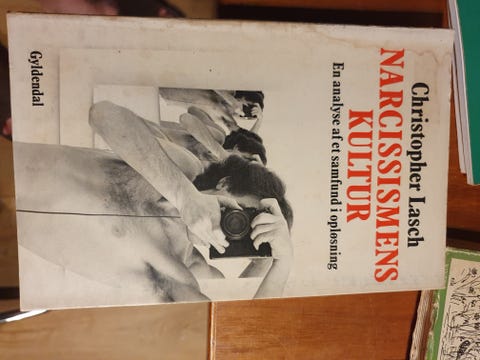 Christopher Lasch
NARCISSISMENS
KULTUR
En analyse af et samfund i opløsning
Gyldendal